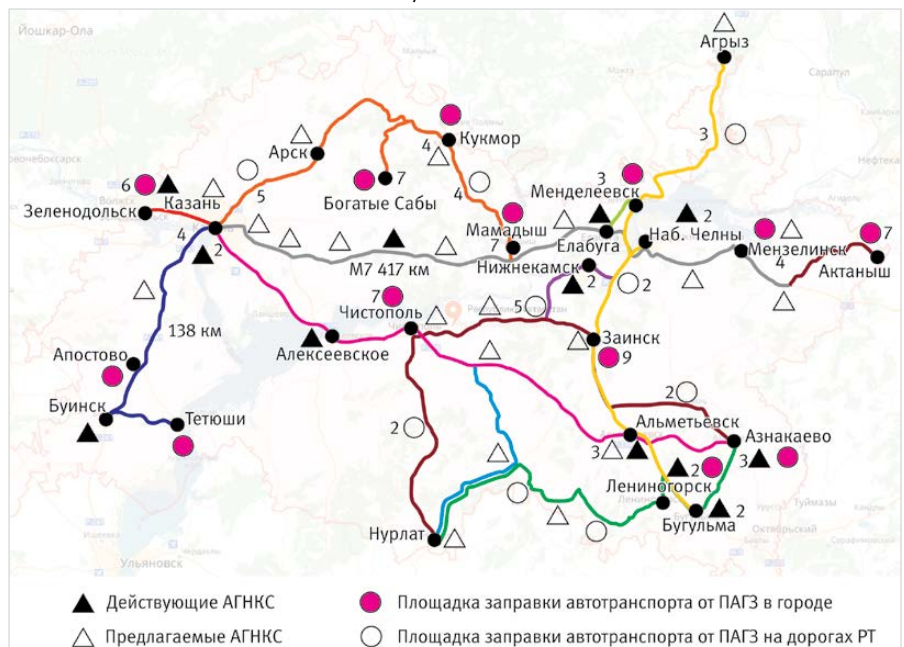 Йошкар-Ола
Агрыз
Сарапул
3
Кукмор
4
Арск
Нефтека
5
Богатые Сабы
7
4
3
Менделеевск
6
Казань
Зеленодольск
4
2
Мамадыш
7
Елабуга
2
Наб. Челны
Мензелинск
7
4
Актаныш
Нижнекамск
2
2
М7 417 км
7
Чистополь
5
138 км
Алексеевское
Заинск
9
Апостово
Буинск
Тетюши
2
2
Альметьевск
3
Азнакаево
3
2
Лениногорск
Бугульма
2
Туймазы
Октябрьский
Нурлат
Ульяновск
Действующие АГНКС
Площадка заправки автотранспорта от ПАГЗ в городе
Предлагаемые АГНКС
Площадка заправки автотранспорта от ПАГЗ на дорогах РТ